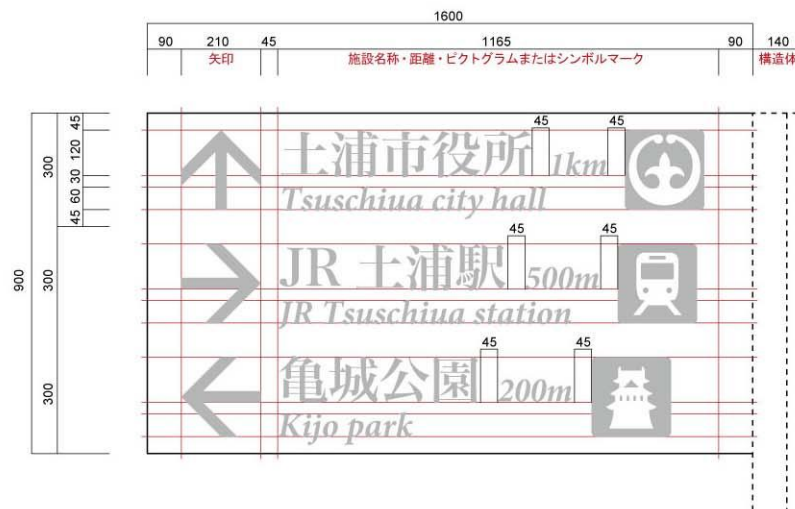 1600
90 210 45 1165 90 140
矢印 施設名称・距離・ピクトグラムまたはシンボルマーク 構造体
900
300
45
120
30
60
45
45 45
土浦市役所 1km
Tsuschiua city hall
300
45 45
JR 土浦駅 500m
JR Tsuschiua station
300
45 45
亀城公園 200m
Kijo park